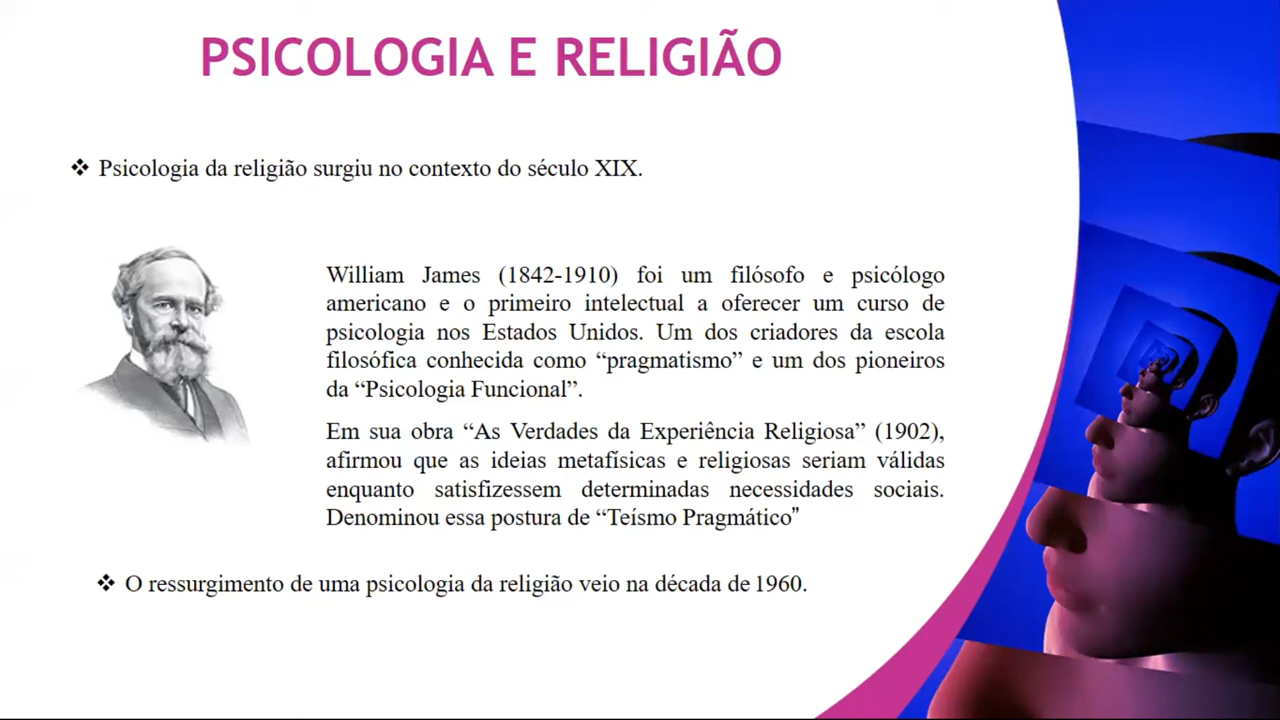 PSICOLOGIA E RELIGIÃO
❖ Psicologia da religião surgiu no contexto do século XIX.
William James (1842-1910) foi um filósofo e psicólogo
americano e o primeiro intelectual a oferecer um curso de
psicologia nos Estados Unidos. Um dos criadores da escola
filosófica conhecida como “pragmatismo” e um dos pioneiros
da “Psicologia Funcional”.
Em sua obra “As Verdades da Experiência Religiosa” (1902),
afirmou que as ideias metafísicas e religiosas seriam válidas
enquanto satisfizessem determinadas necessidades sociais.
Denominou essa postura de “Teísmo Pragmático”
❖ O ressurgimento de uma psicologia da religião veio na década de 1960.